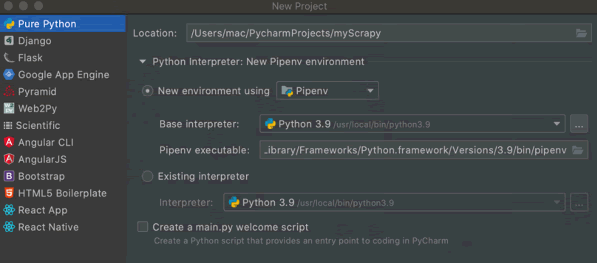 New Project
Pure Python
Django
Flask
Google App Engine
Pyramid
Web2Py
Scientific
Angular CLI
AngularJS
Bootstrap
HTML5 Boilerplate
React App
React Native
Location: /Users/mac/PycharmProjects/myScrapy
Python Interpreter: New Pipenv environment
New environment using Pipenv
Base interpreter: Python 3.9 /usr/local/bin/python3.9 ...
Pipenv executable: ..ibrary/Frameworks/Python.framework/Versions/3.9/bin/pipenv
Existing interpreter
Interpreter: Python 3.9 /usr/local/bin/python3.9 ...
Create a main.py welcome script
Create a Python script that provides an entry point to coding in PyCharm